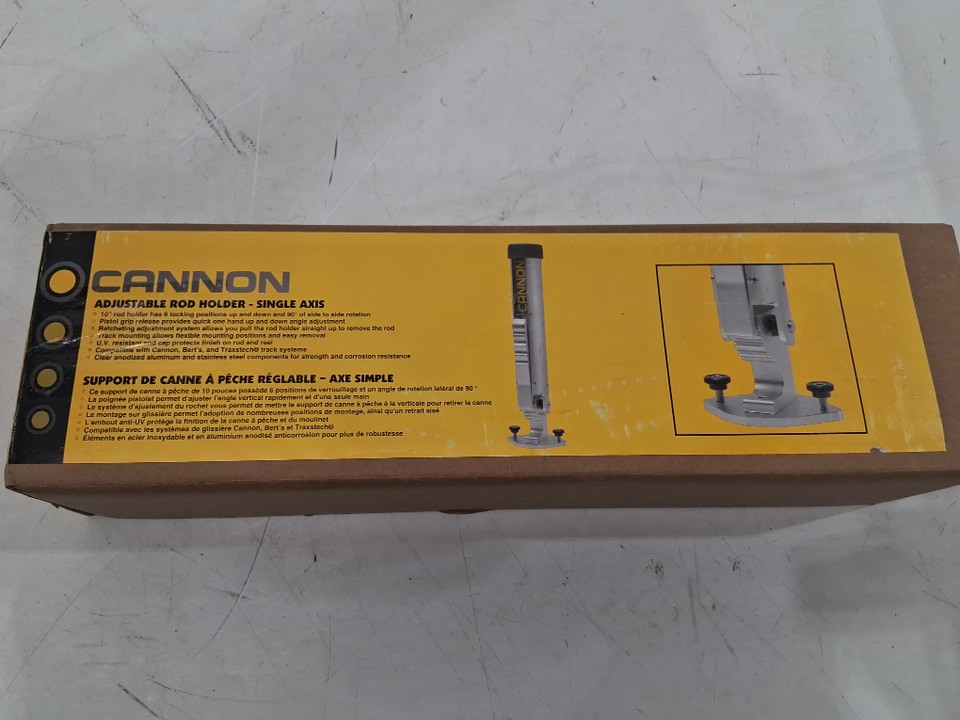 CANNON
ADJUSTABLE ROD HOLDER - SINGLE AXIS
10" rod holder has 6 locking positions up and down and 90° of side to side rotation
Pistol grip release provides quick one hand up and down angle adjustment
Ratcheting adjustment system allows you pull the rod holder straight up to remove the rod
Track mounting allows flexible mounting positions and easy removal
U.V. resistant end cap protects finish on rod and reel
Compatible with Cannon, Bert's, and Traxstech® track systems
Clear anodized aluminum and stainless steel components for strength and corrosion resistance
SUPPORT DE CANNE À PÊCHE RÉGLABLE – AXE SIMPLE
Ce support de canne à pêche de 10 pouces possède 6 positions de verrouillage et un angle de rotation latéral de 90 °
La poignée pistolet permet d'ajuster l'angle vertical rapidement et d'une seule main
Le système d'ajustement du rochet vous permet de mettre le support de canne à pêche à la verticale pour retirer la canne
Le montage sur glissière permet l'adoption de nombreuses positions de montage, ainsi qu'un retrait aisé
L'embout anti-UV protège la finition de la canne à pêche et du moulinet
Compatible avec les systèmes de glissière Cannon, Bert's et Traxstech®
Éléments en acier inoxydable et en aluminium anodisé anticorrosion pour plus de robustesse
CANNON